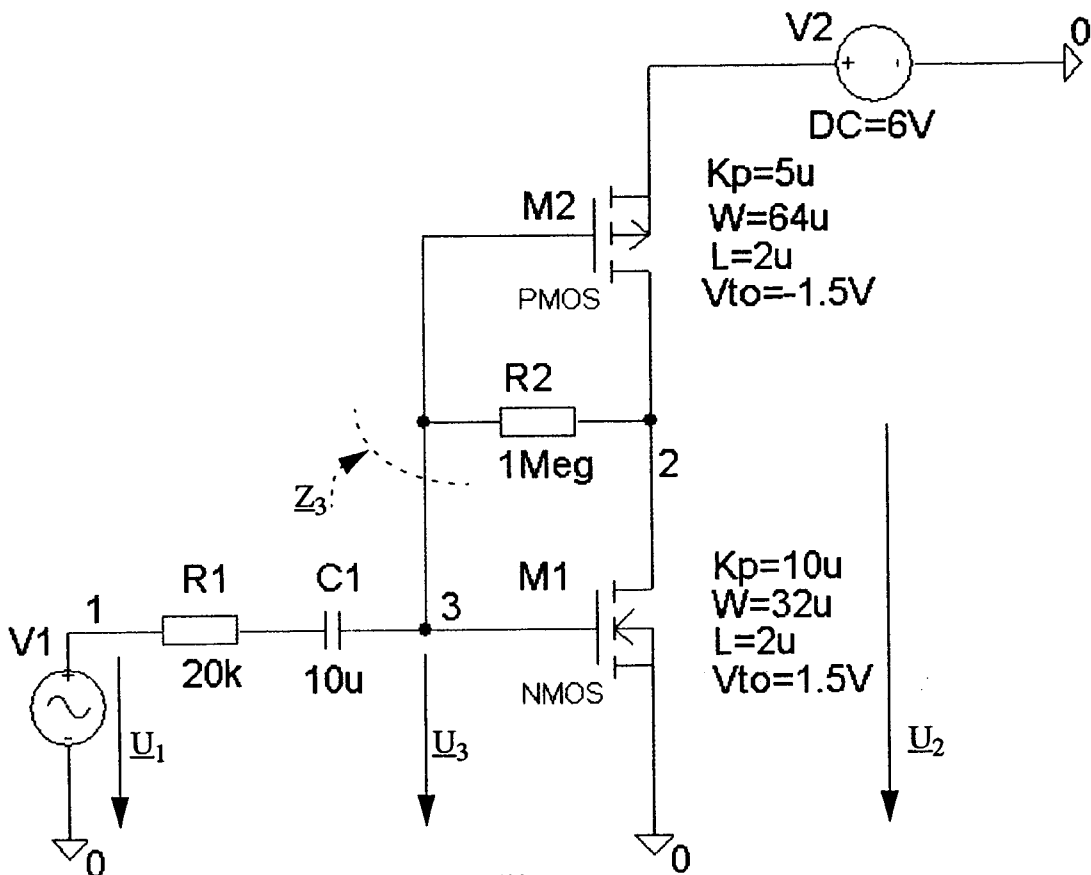 V2
0
DC=6V
Kp=5u
W=64u
L=2u
Vto=-1.5V
M2
PMOS
R2
1Meg
2
Z3
R1
C1
M1
1
3
V1
20k
10u
NMOS
Kp=10u
W=32u
L=2u
Vto=1.5V
U1
U3
U2
0
0